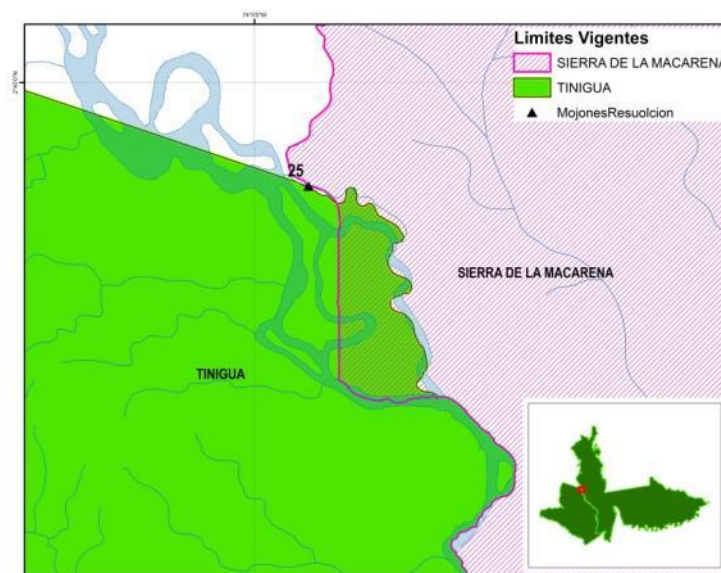 Limites Vigentes
SIERRA DE LA MACARENA
TINIGUA
MojonesResuolcion
25
SIERRA DE LA MACARENA
TINIGUA